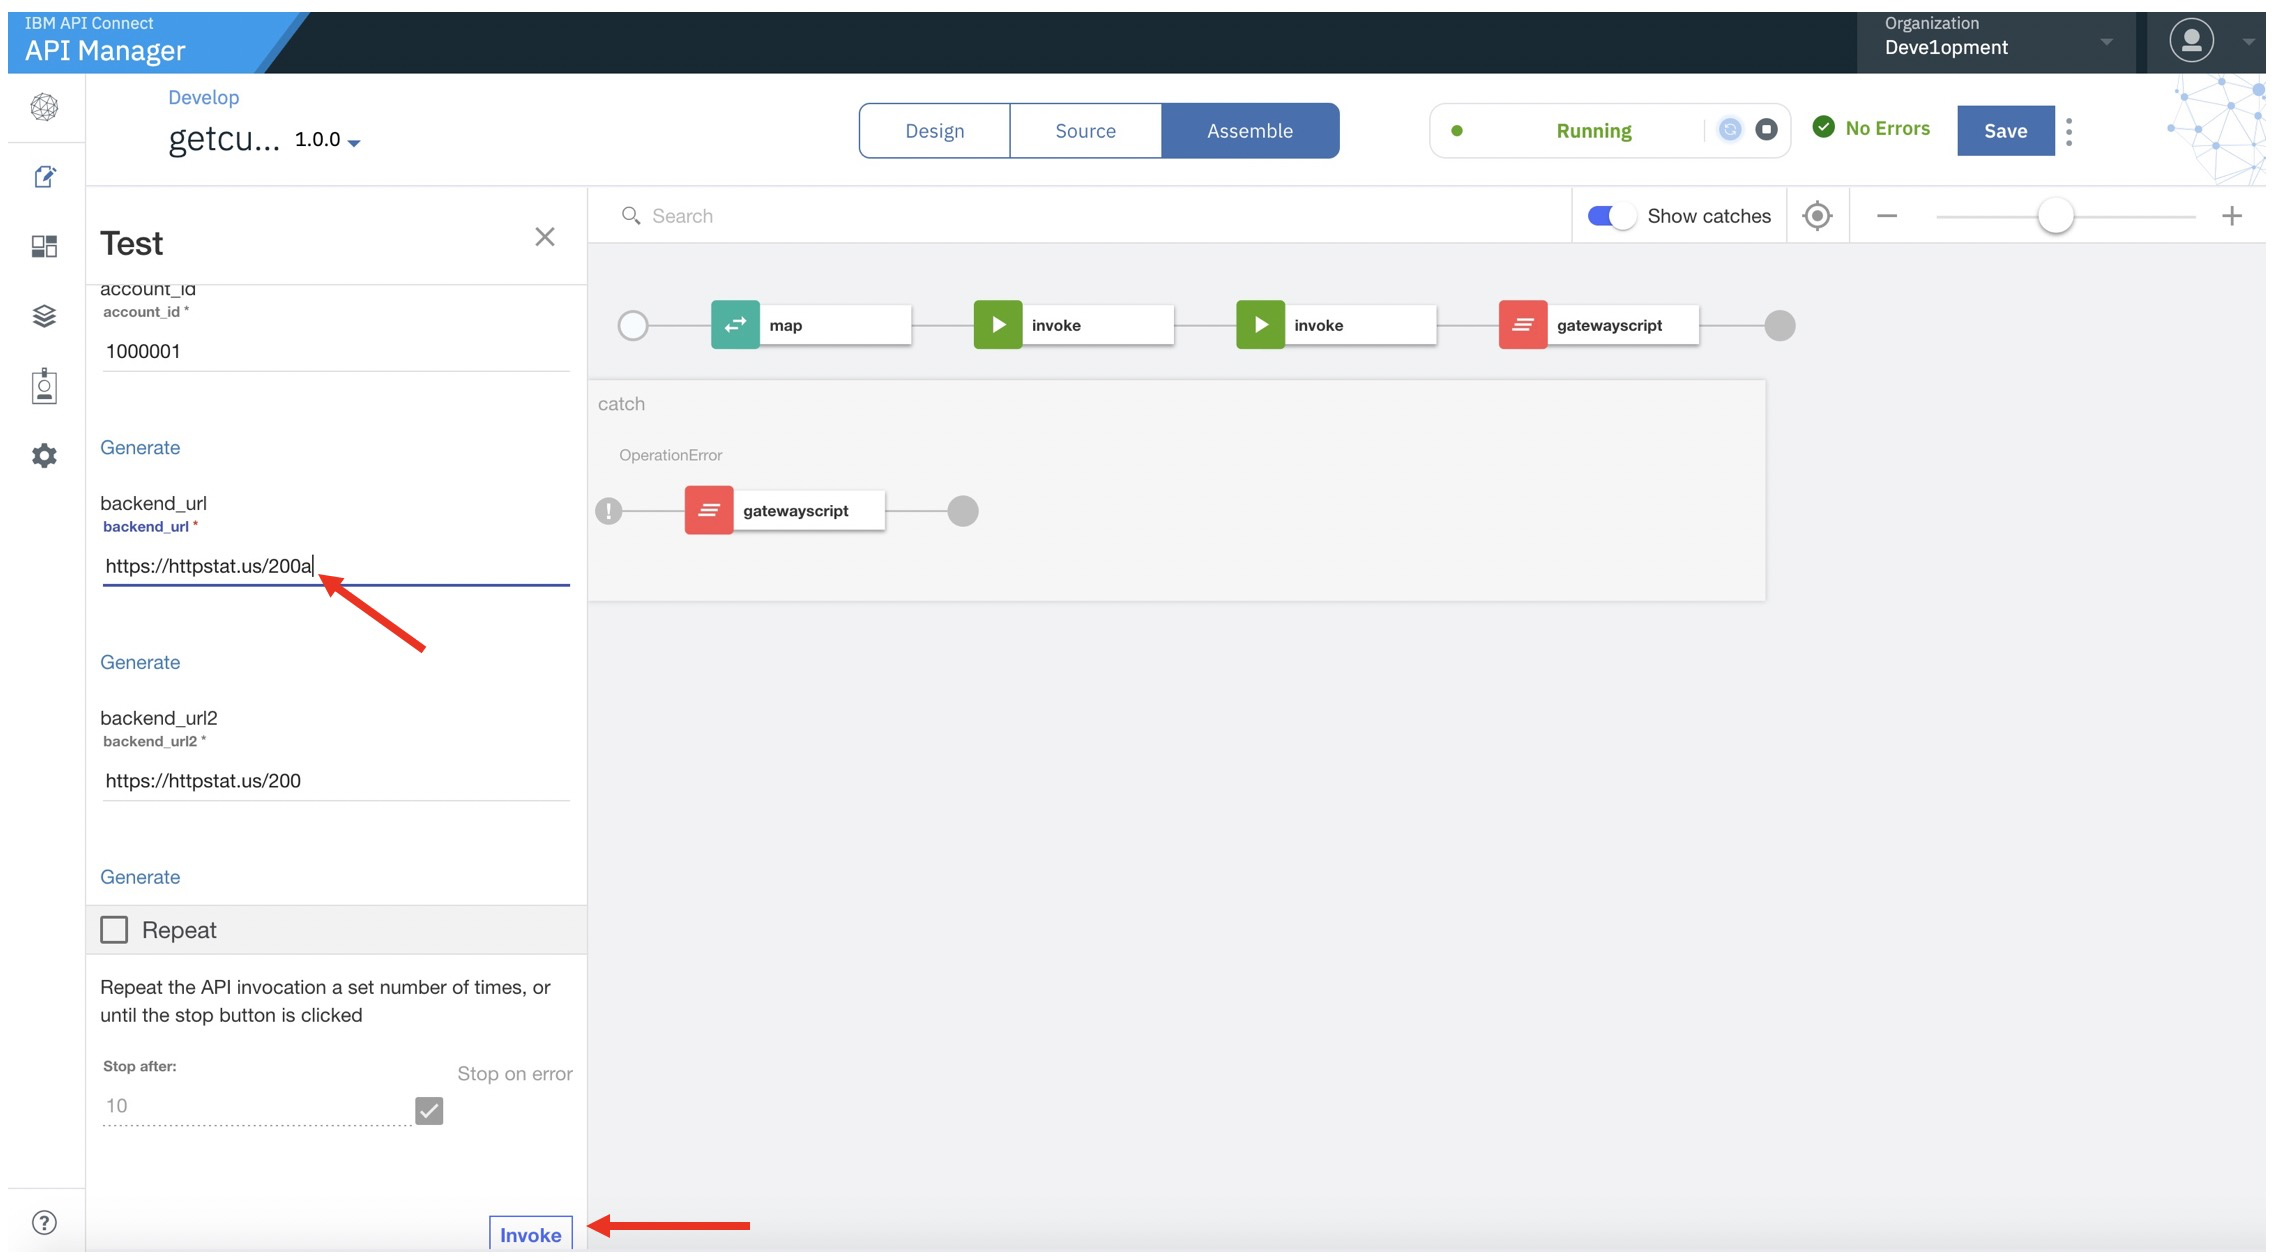 IBM API Connect
API Manager
Organization
Deve1opment
Develop
getcu... 1.0.0
Design
Source
Assemble
Running
No Errors
Save
Test
Search
Show catches
account_id
account_id *
1000001
Generate
backend_url
backend_url *
https://httpstat.us/200a
Generate
backend_url2
backend_url2 *
https://httpstat.us/200
Generate
Repeat
Repeat the API invocation a set number of times, or
until the stop button is clicked
Stop after:
Stop on error
10
Invoke
map
invoke
invoke
gatewayscript
catch
OperationError
gatewayscript